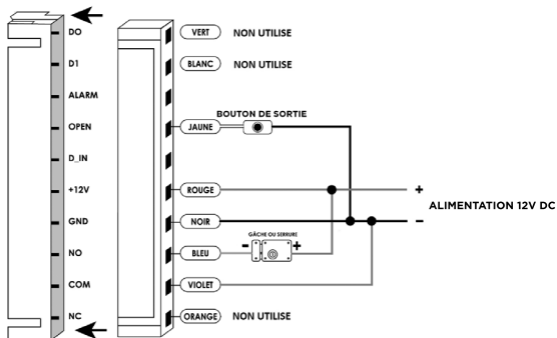 DO
VERT NON UTILISE
D1
BLANC NON UTILISE
ALARM
BOUTON DE SORTIE
OPEN
JAUNE
D_IN
+12V
ROUGE
+
ALIMENTATION 12V DC
GND
NOIR
−
GÂCHE OU SERRURE
- +
NO
BLEU
COM
VIOLET
NC
ORANGE NON UTILISE